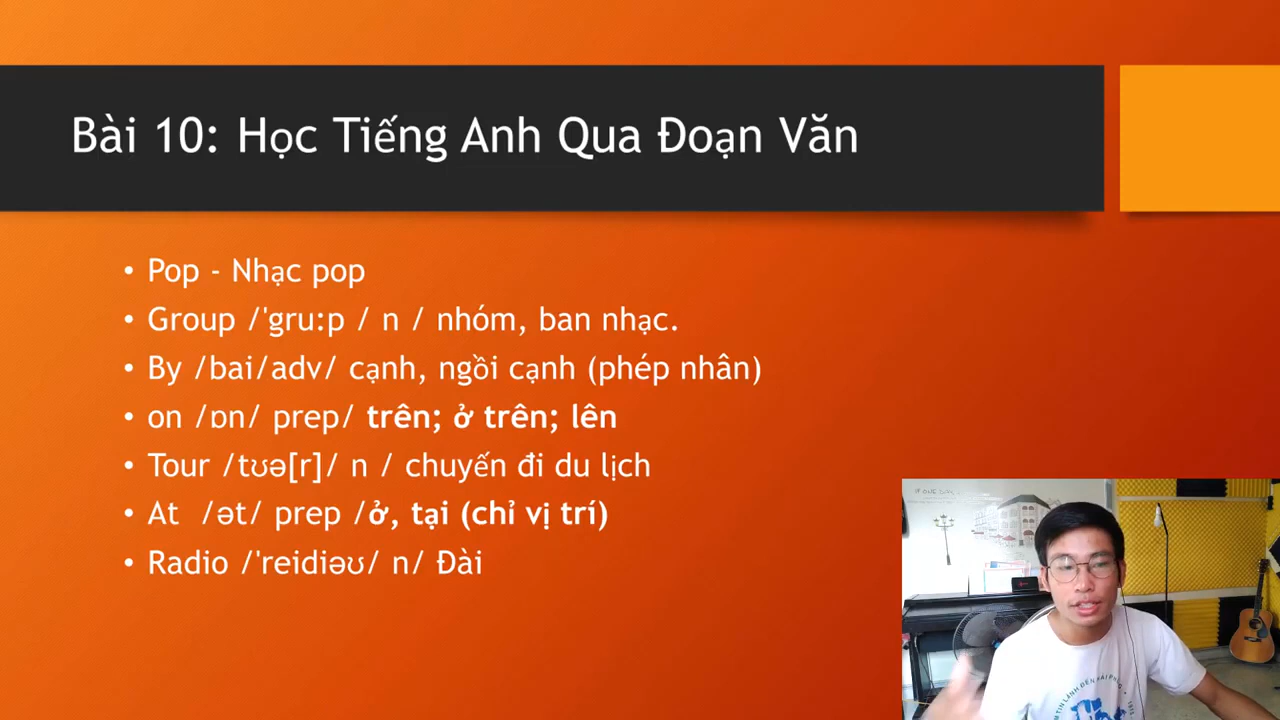 Bài 10: Học Tiếng Anh Qua Đoạn Văn
• Pop - Nhạc pop
• Group /'gru:p / n / nhóm, ban nhạc.
• By /bai/adv/ cạnh, ngồi cạnh (phép nhân)
• on /ɒn/ prep/ trên; ở trên; lên
• Tour /tʊə[r]/ n / chuyến đi du lịch
• At /ət/ prep /ở, tại (chỉ vị trí)
• Radio /'reidiəʊ/ n/ Đài